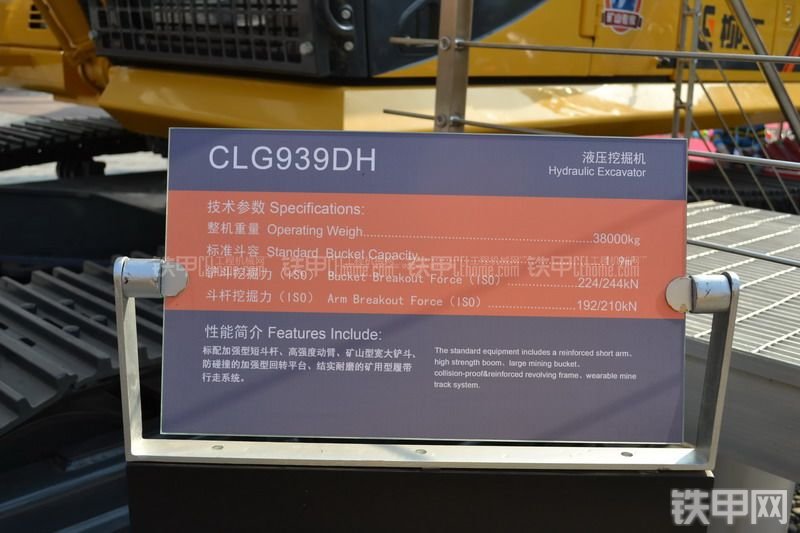 矿山霸霸
CLG939DH
液压挖掘机
Hydraulic Excavator
技术参数 Specifications:
整机重量 Operating Weigh.....38000kg
标准斗容 Standard Bucket Capacity.....9m³
铲斗挖掘力 (ISO) Bucket Breakout Force (ISO) .....224/244kN
斗杆挖掘力 (ISO) Arm Breakout Force (ISO) .....192/210kN
性能简介 Features Include:
标配加强型短斗杆、高强度动臂、矿山型宽大铲斗、
防碰撞的加强型回转平台、结实耐磨的矿用型履带
行走系统。
The standard equipment includes a reinforced short arm、
high strength boom、large mining bucket、
collision-proof&reinforced revolving frame、wearable mine
track system.
铁甲网